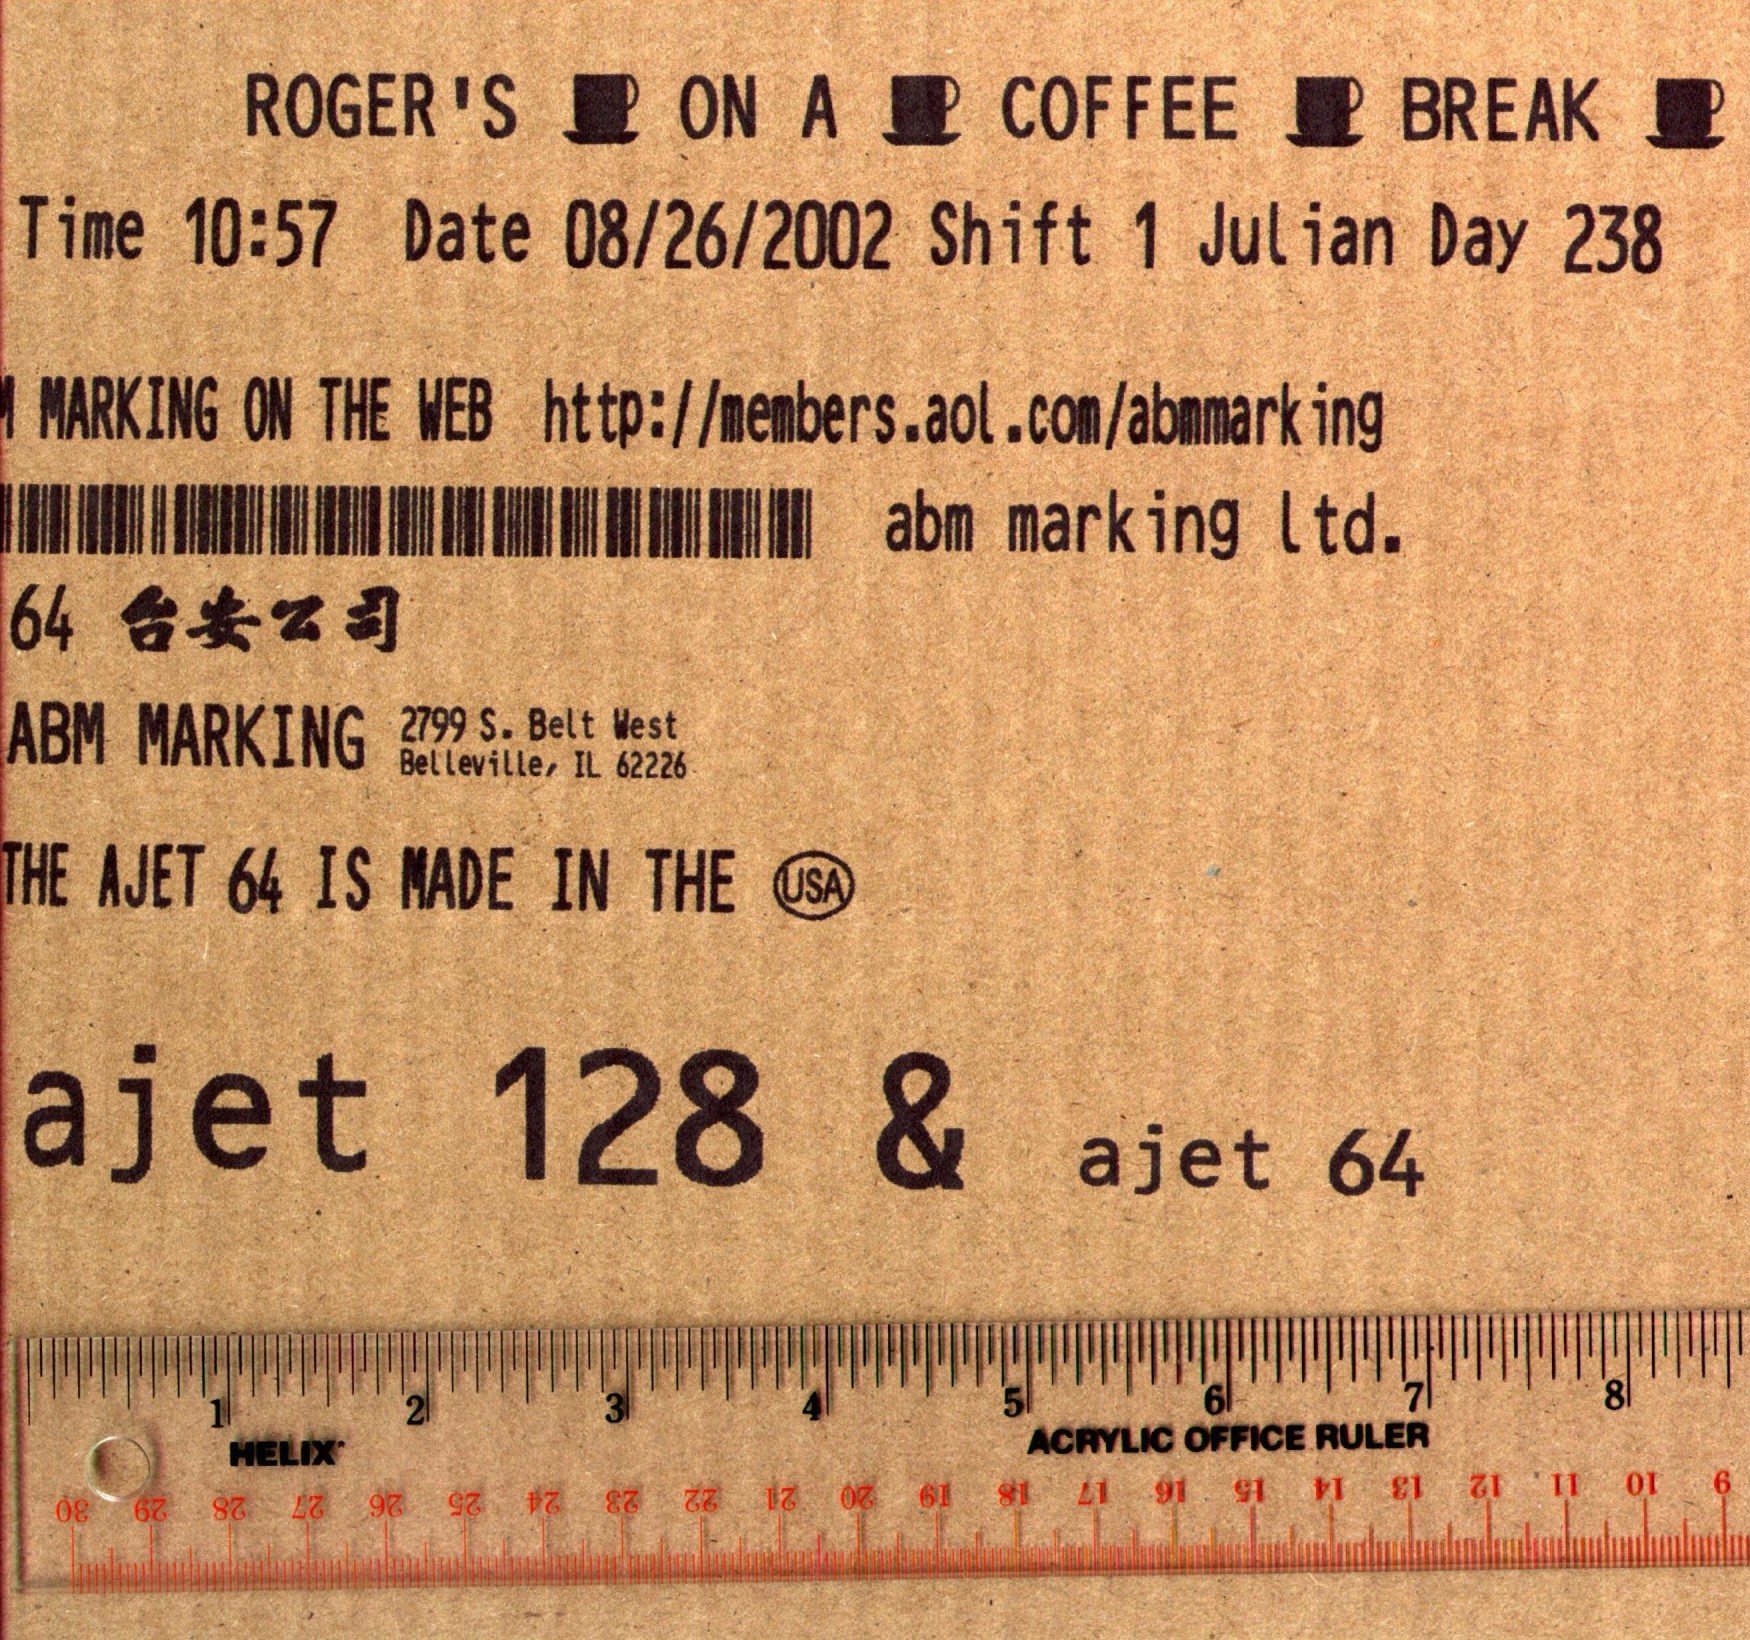 ROGER'S ON A COFFEE BREAK
Time 10:57 Date 08/26/2002 Shift 1 Julian Day 238
M MARKING ON THE WEB http://members.aol.com/abmmarking
abm marking ltd.
64 台安公司
ABM MARKING 2799 S. Belt West
Belleville, IL 62226
THE AJET 64 IS MADE IN THE USA
ajet 128 & ajet 64
1 2 3 4 5 6 7 8
HELIX ACRYLIC OFFICE RULER
30 29 28 27 26 25 24 23 22 21 20 19 18 17 16 15 14 13 12 11 10 9